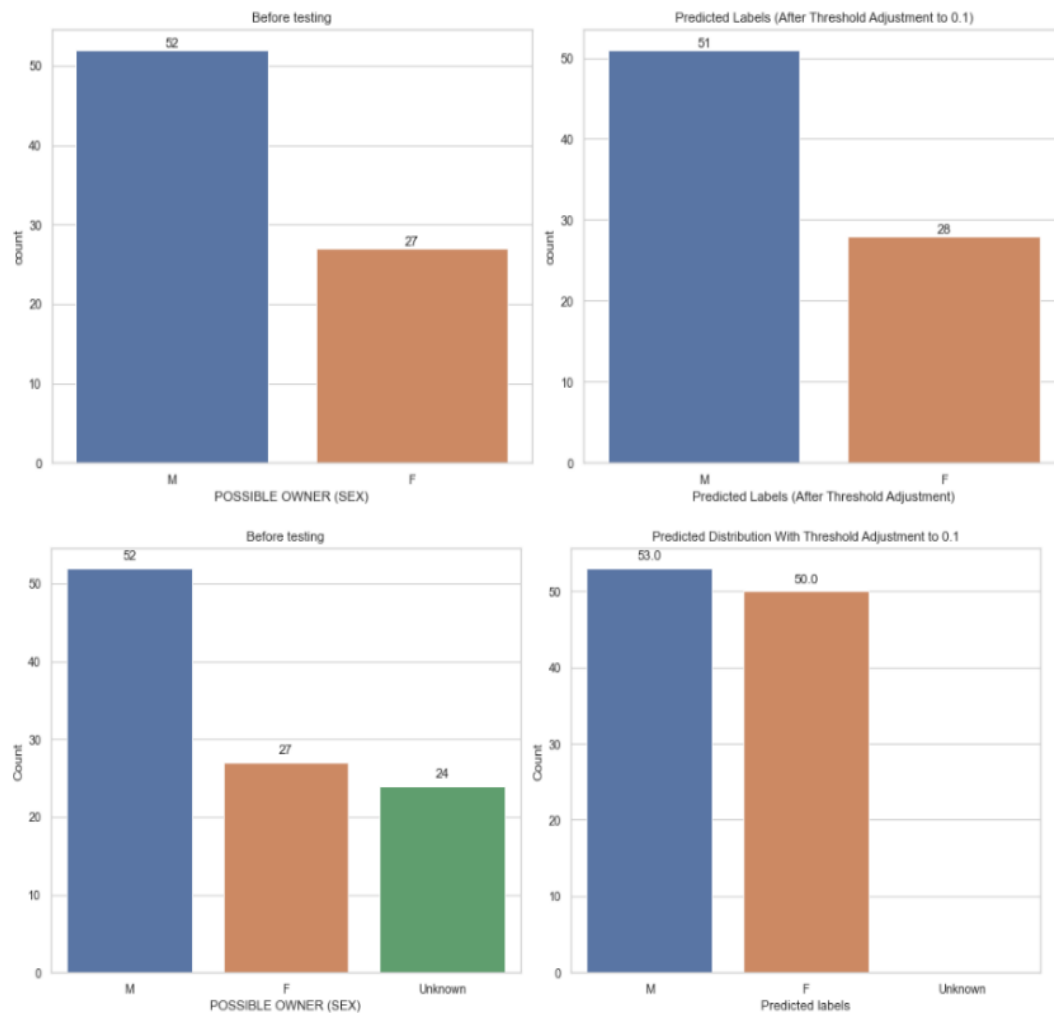 Before testing
52
50
40
30
20
10
0
count
27
M
F
POSSIBLE OWNER (SEX)
Predicted Labels (After Threshold Adjustment to 0.1)
51
50
40
30
20
10
0
count
28
M
F
Predicted Labels (After Threshold Adjustment)
Before testing
52
50
40
30
20
10
0
Count
27
24
M
F
Unknown
POSSIBLE OWNER (SEX)
Predicted Distribution With Threshold Adjustment to 0.1
53.0
50.0
50
40
30
20
10
0
Count
M
F
Unknown
Predicted labels